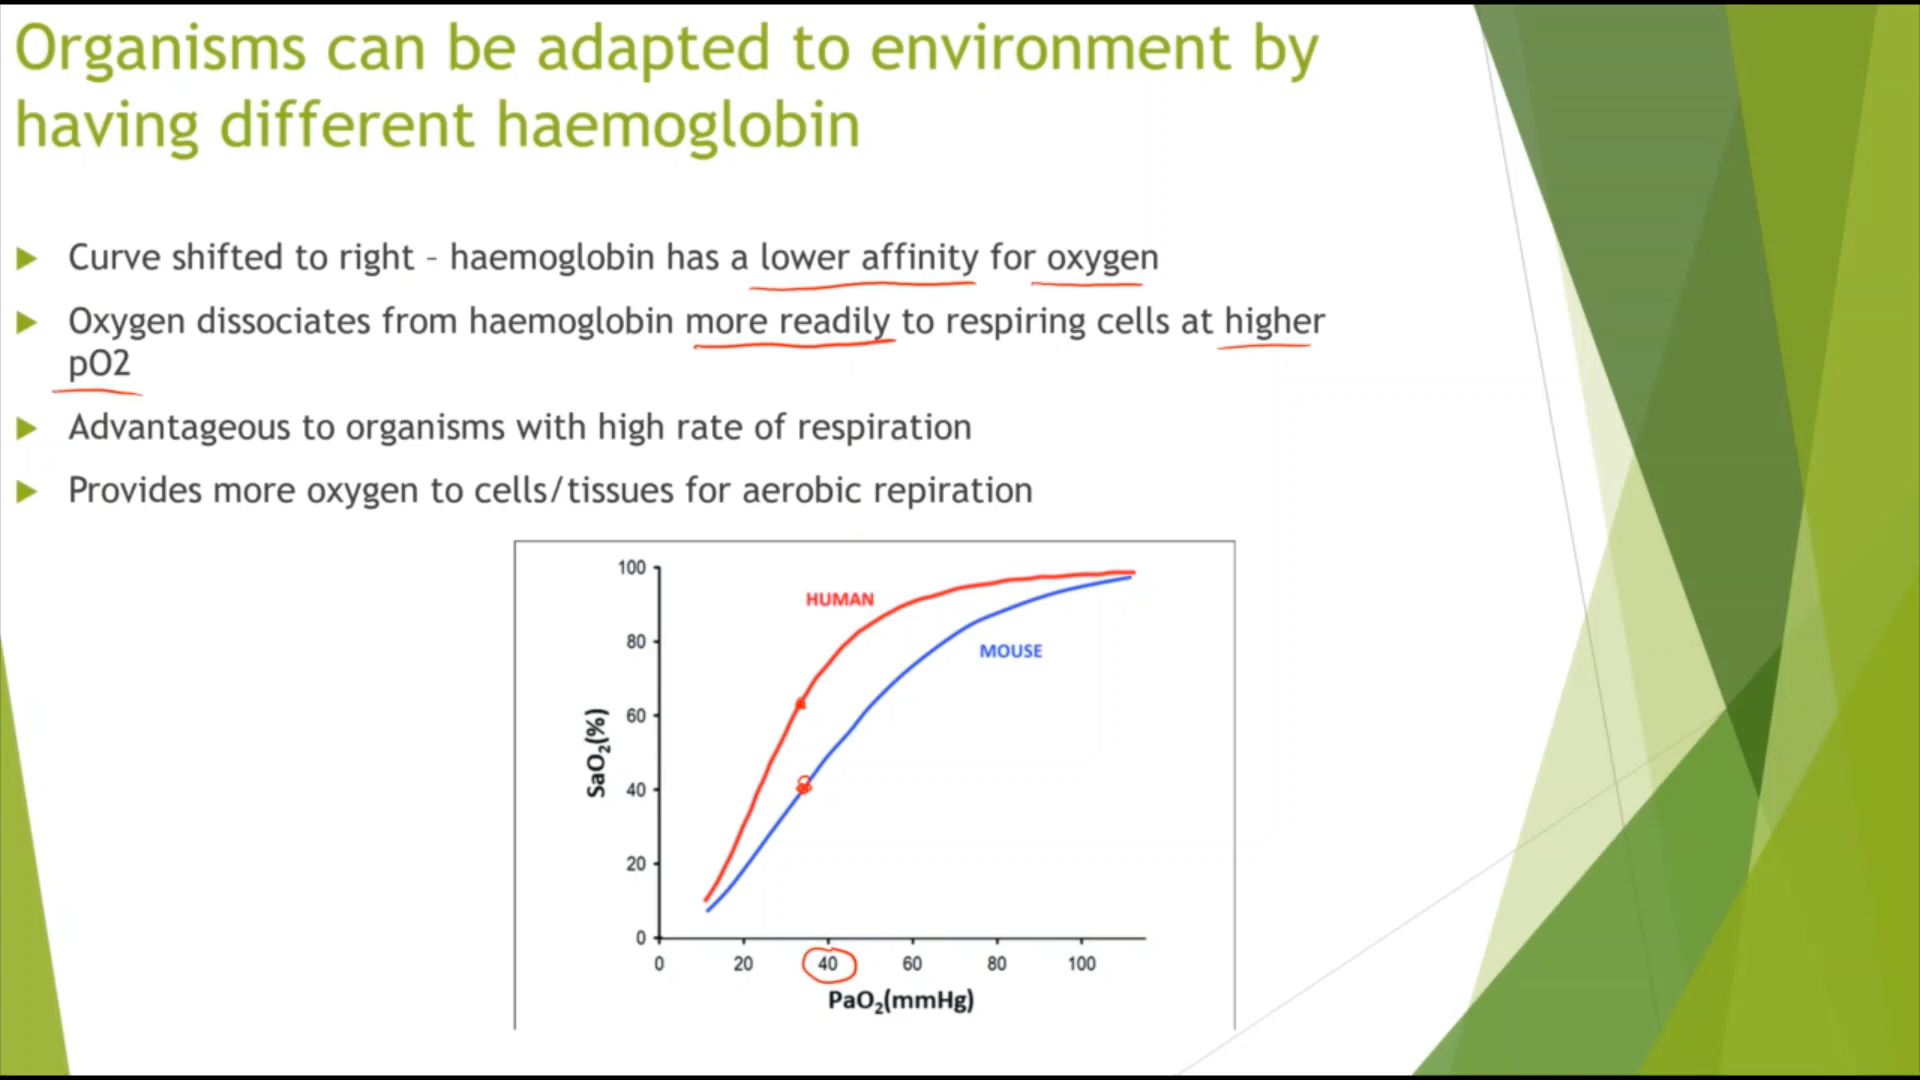 Organisms can be adapted to environment by
having different haemoglobin
Curve shifted to right – haemoglobin has a lower affinity for oxygen
Oxygen dissociates from haemoglobin more readily to respiring cells at higher
pO2
Advantageous to organisms with high rate of respiration
Provides more oxygen to cells/tissues for aerobic repiration
100
HUMAN
80
MOUSE
60
SaO₂(%)
40
20
0
0 20 40 60 80 100
PaO₂(mmHg)